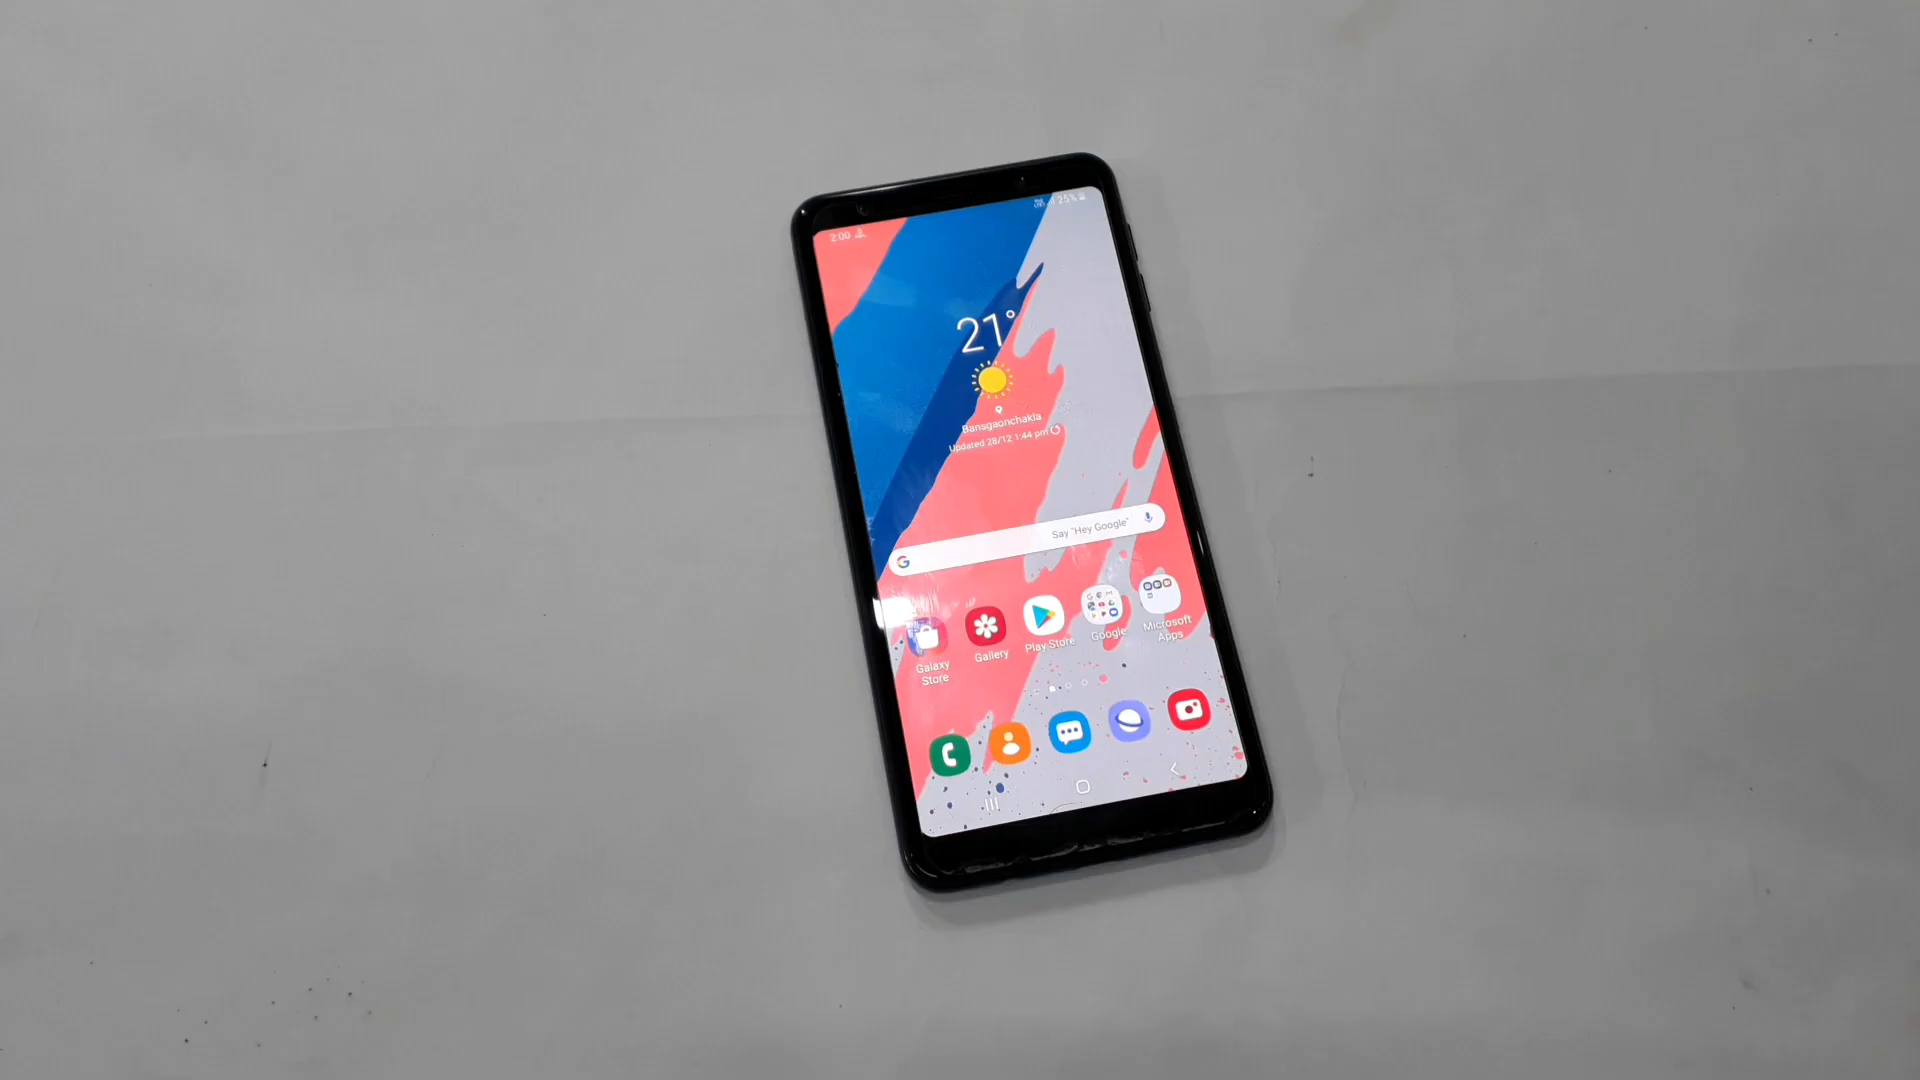 2:00
25%
21°
Bansgaonchakla
Updated 28/12 1:44 pm
Say "Hey Google"
Galaxy
Store
Gallery
Play Store
Google
Microsoft
Apps